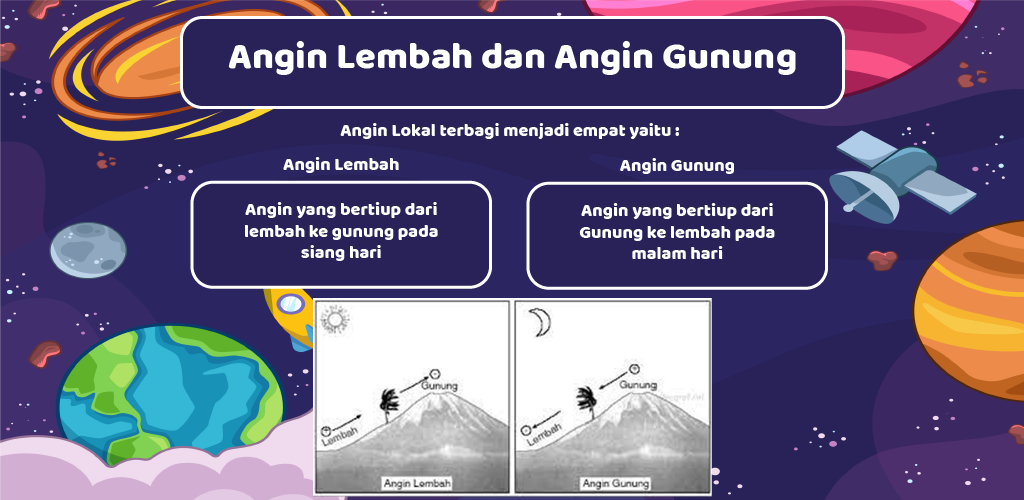 Angin Lembah dan Angin Gunung
Angin Lokal terbagi menjadi empat yaitu :
Angin Lembah
Angin yang bertiup dari
lembah ke gunung pada
siang hari
Angin Gunung
Angin yang bertiup dari
Gunung ke lembah pada
malam hari
Gunung
Lembah
Angin Lembah
Gunung
Lembah
Angin Gunung